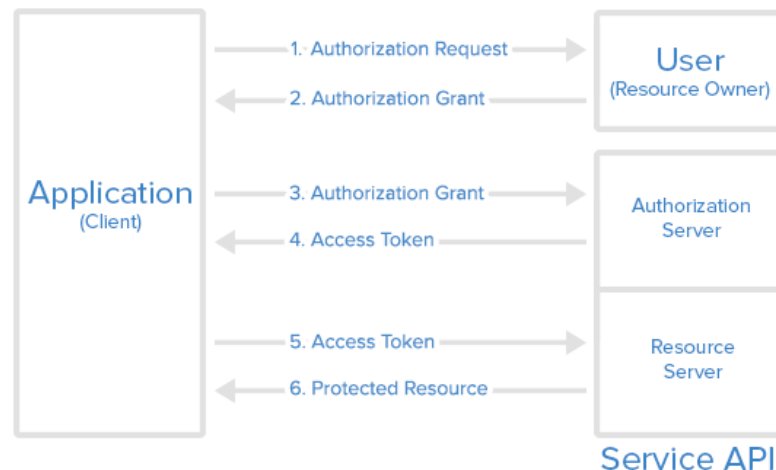 1. Authorization Request
User
(Resource Owner)
2. Authorization Grant
Application
(Client)
3. Authorization Grant
Authorization
Server
4. Access Token
5. Access Token
Resource
Server
6. Protected Resource
Service API